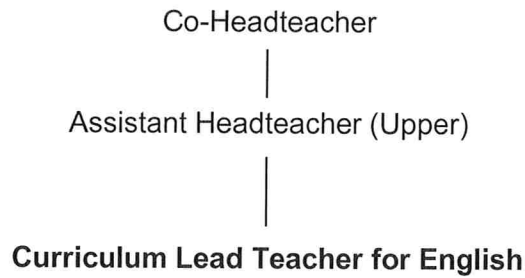 Co-Headteacher
Assistant Headteacher (Upper)
Curriculum Lead Teacher for English